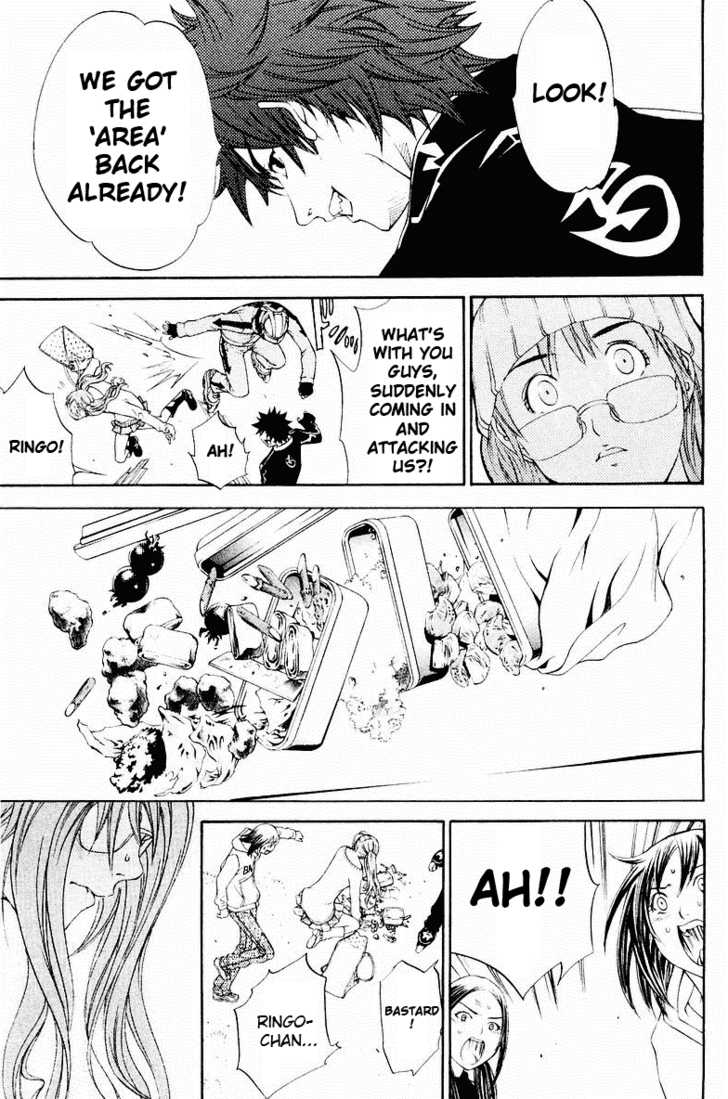 LOOK!
WE GOT
THE
'AREA'
BACK
ALREADY!
WHAT'S
WITH YOU
GUYS,
SUDDENLY
COMING IN
AND
ATTACKING
US?!
AH!
RINGO!
AH!!
BASTARD
!
RINGO-
CHAN...